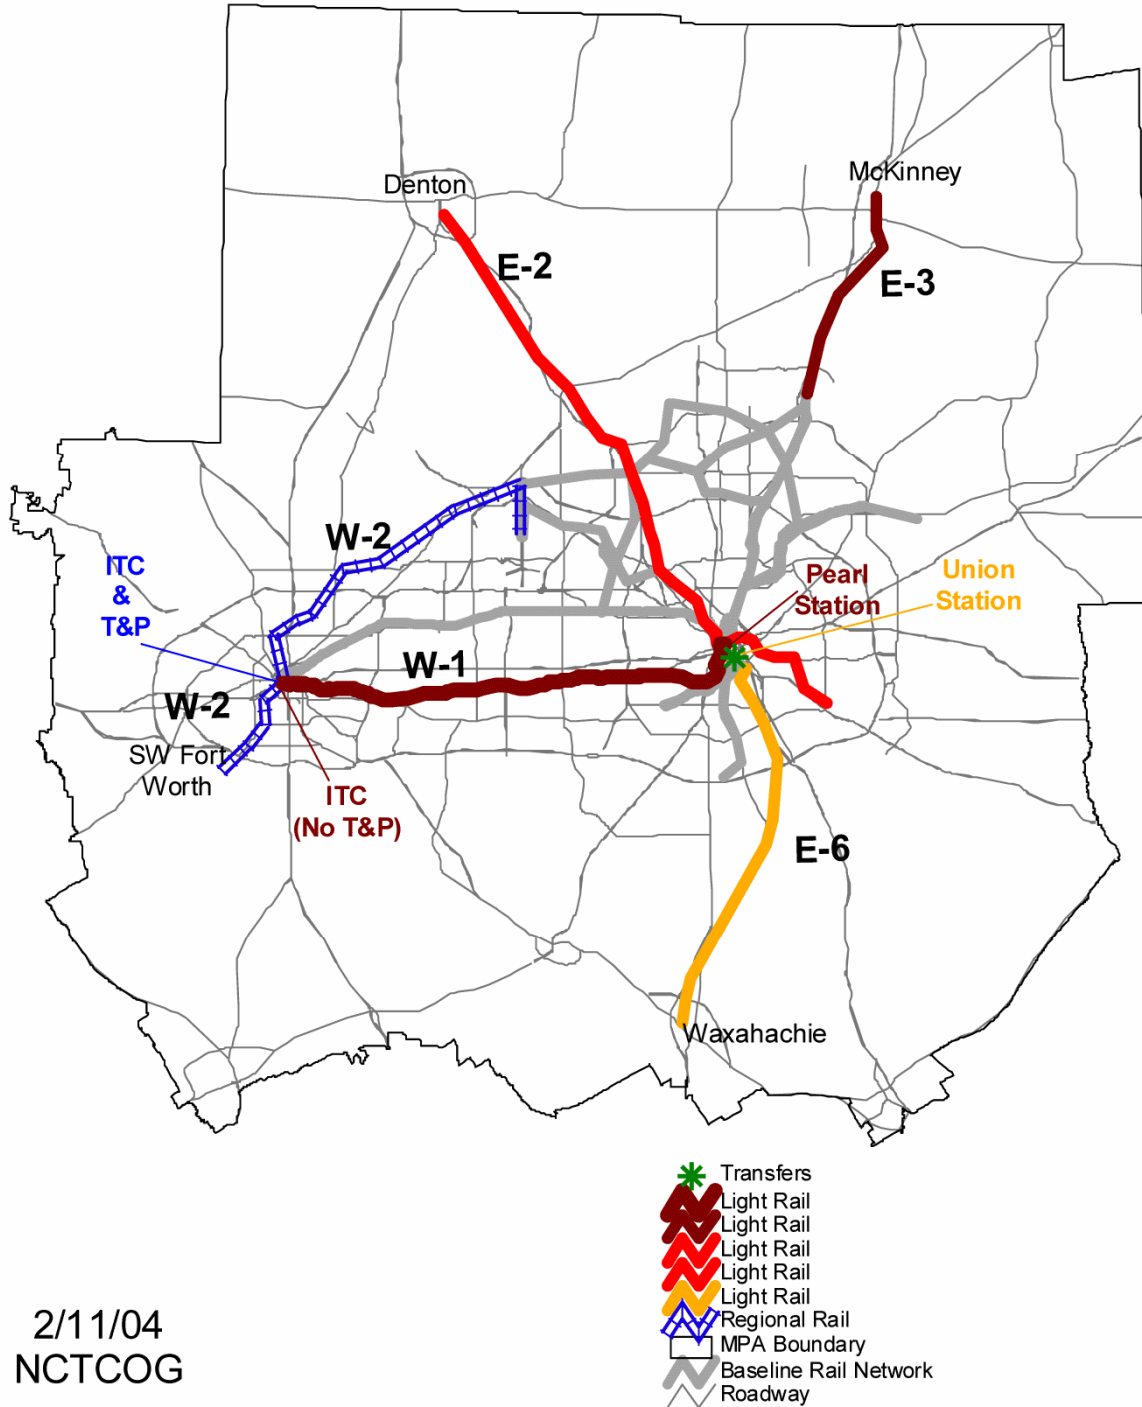 McKinney
Denton
E-2
E-3
W-2
ITC
&
T&P
Pearl
Station
Union
Station
W-1
W-2
SW Fort
Worth
ITC
(No T&P)
E-6
Waxahachie
Transfers
Light Rail
Light Rail
Light Rail
Light Rail
Light Rail
Regional Rail
MPA Boundary
Baseline Rail Network
Roadway
2/11/04
NCTCOG